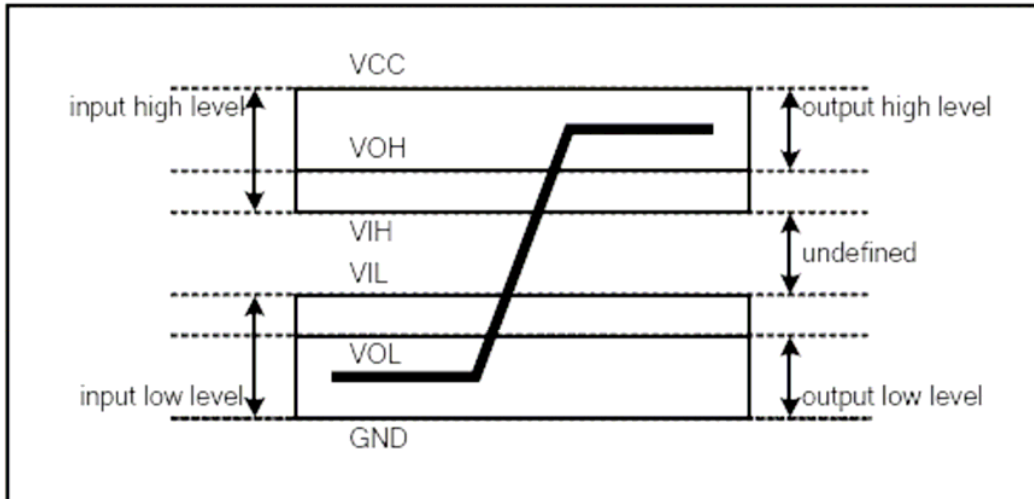 VCC
input high level
output high level
VOH
VIH
undefined
VIL
VOL
input low level
output low level
GND